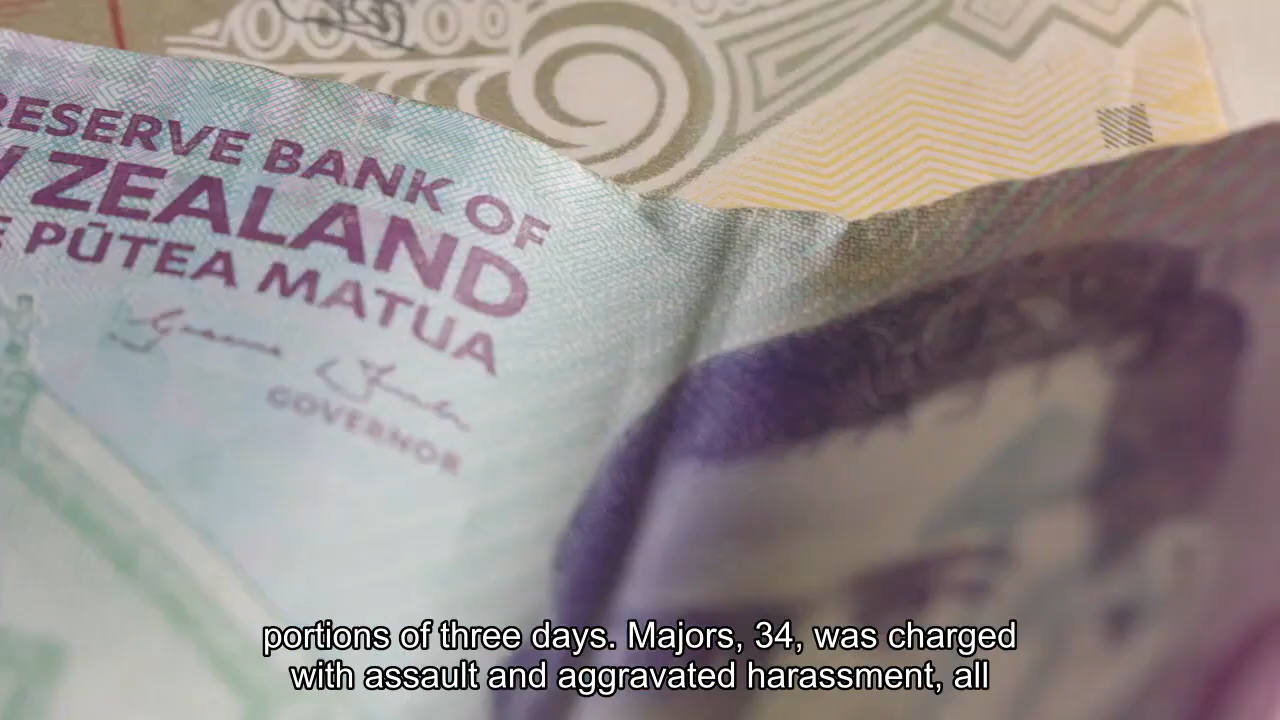 RESERVE BANK OF
ZEALAND
PŪTEA MATUA
GOVERNOR
portions of three days. Majors, 34, was charged
with assault and aggravated harassment, all